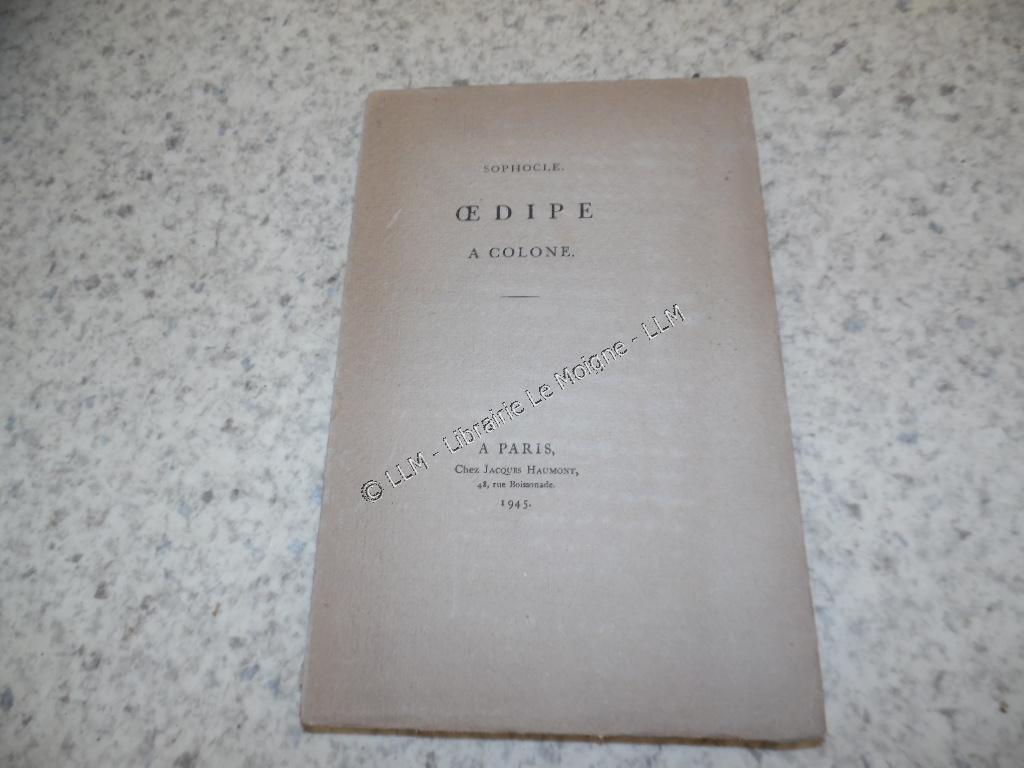 SOPHOCLE.
ŒDIPE
A COLONE.
© LLM - Librairie Le Moigne - LLM
A PARIS,
Chez JACQUES HAUMONT,
48, rue Boissonade.
1945.